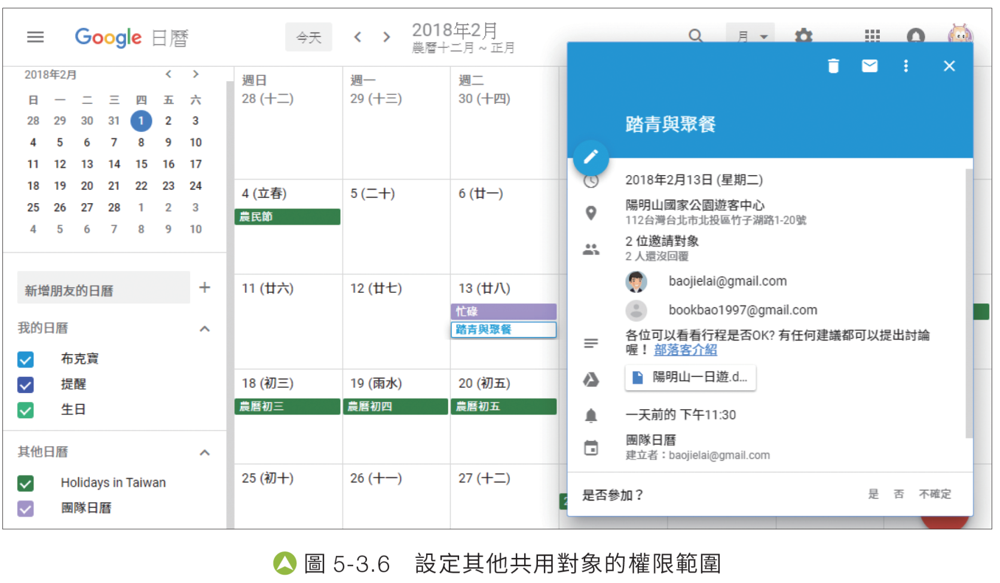 Google 日曆
今天
2018年2月
農曆十二月 ~ 正月
月
2018年2月
日 一 二 三 四 五 六
28 29 30 31 1 2 3
4 5 6 7 8 9 10
11 12 13 14 15 16 17
18 19 20 21 22 23 24
25 26 27 28 1 2 3
4 5 6 7 8 9 10
新增朋友的日曆
我的日曆
布克寶
提醒
生日
其他日曆
Holidays in Taiwan
團隊日曆
週日 週一 週二
28 (十二) 29 (十三) 30 (十四)
4 (立春) 5 (二十) 6 (廿一)
農民節
11 (廿六) 12 (廿七) 13 (廿八)
忙碌
踏青與聚餐
18 (初三) 19 (雨水) 20 (初五)
農曆初三 農曆初四 農曆初五
25 (初十) 26 (十一) 27 (十二)
2
踏青與聚餐
2018年2月13日 (星期二)
陽明山國家公園遊客中心
112台灣台北市北投區竹子湖路1-20號
2 位邀請對象
2 人還沒回覆
baojielai@gmail.com
bookbao1997@gmail.com
各位可以看看行程是否OK? 有任何建議都可以提出討論
喔！ 部落客介紹
陽明山一日遊.d...
一天前的 下午11:30
團隊日曆
建立者：baojielai@gmail.com
是否參加？ 是 否 不確定
圖 5-3.6 設定其他共用對象的權限範圍